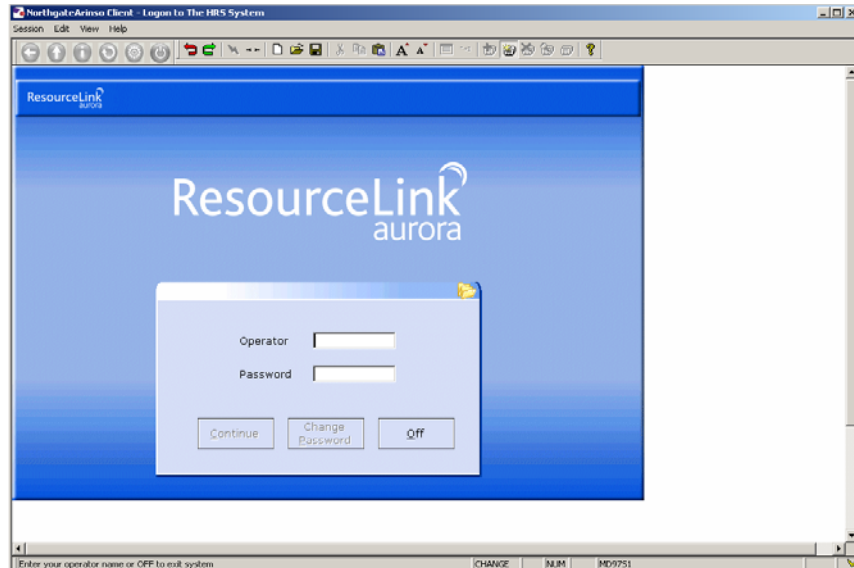 NorthgateArinso Client - Logon to The HRS System
Session Edit View Help
ResourceLink
aurora
ResourceLink
aurora
Operator
Password
Continue
Change
Password
Off
Enter your operator name or OFF to exit system
CHANGE
NUM
MD9751